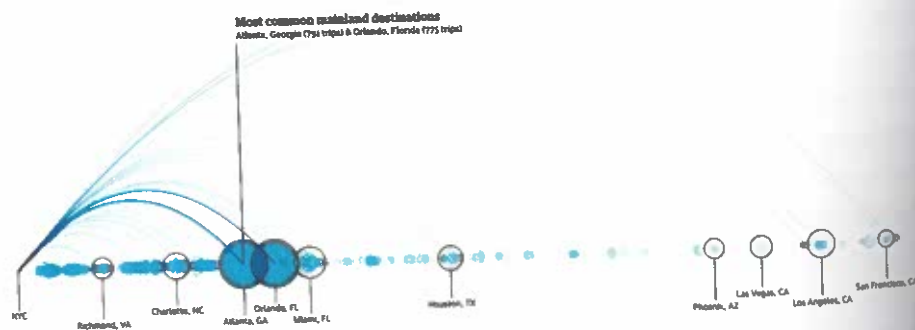 Most common mainland destinations
Atlanta, Georgia (791 trips) & Orlando, Florida (775 trips)
NYC
Richmond, VA
Charlotte, NC
Atlanta, GA
Orlando, FL
Miami, FL
Houston, TX
Phoenix, AZ
Las Vegas, CA
Los Angeles, CA
San Francisco, CA